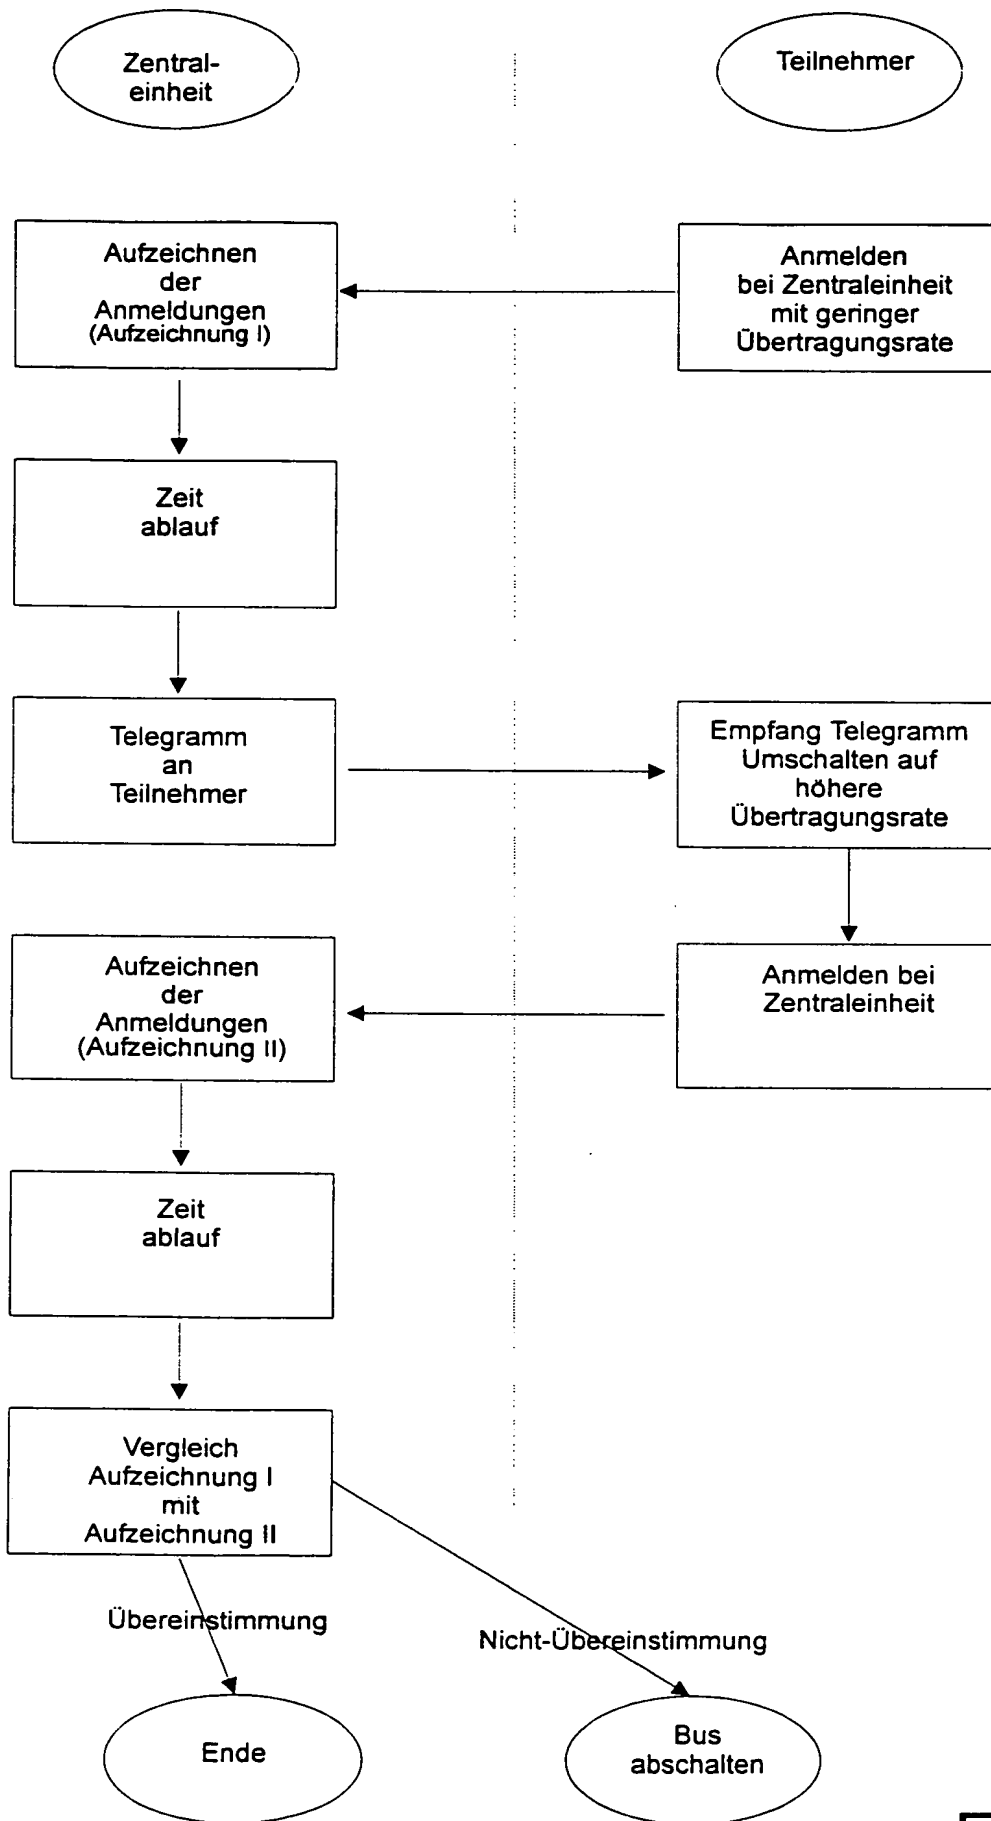 Zentral-
einheit
Teilnehmer
Aufzeichnen
der
Anmeldungen
(Aufzeichnung I)
Anmelden
bei Zentraleinheit
mit geringer
Übertragungsrate
Zeit
ablauf
Telegramm
an
Teilnehmer
Empfang Telegramm
Umschalten auf
höhere
Übertragungsrate
Aufzeichnen
der
Anmeldungen
(Aufzeichnung II)
Anmelden bei
Zentraleinheit
Zeit
ablauf
Vergleich
Aufzeichnung I
mit
Aufzeichnung II
Übereinstimmung
Nicht-Übereinstimmung
Ende
Bus
abschalten